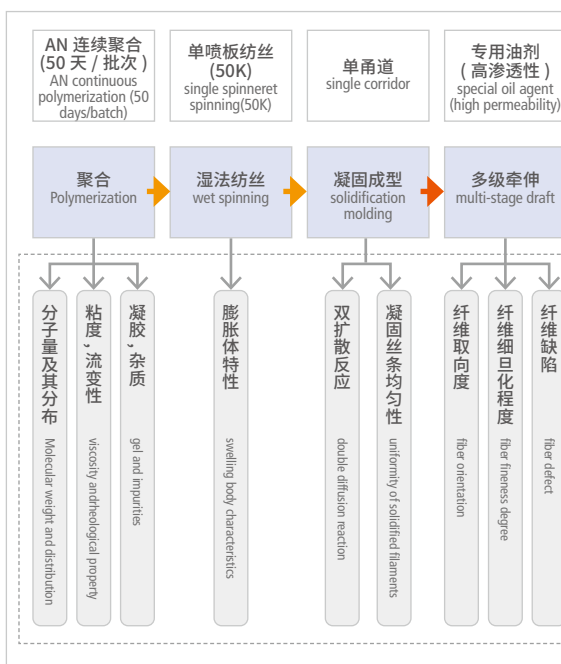 AN 连续聚合
(50 天 / 批次 )
AN continuous
polymerization (50
days/batch)
单喷板纺丝
(50K)
single spinneret
spinning(50K)
单甬道
single corridor
专用油剂
( 高渗透性 )
special oil agent
(high permeability)
聚合
Polymerization
湿法纺丝
wet spinning
凝固成型
solidification
molding
多级牵伸
multi-stage draft
分子量及其分布
Molecular weight and distribution
粘度,流变性
viscosity andrheological property
凝胶,杂质
gel and impurities
膨胀体特性
swelling body characteristics
双扩散反应
double diffusion reaction
凝固丝条均匀性
uniformity of solidified filaments
纤维取向度
fiber orientation
纤维细旦化程度
fiber fineness degree
纤维缺陷
fiber defect